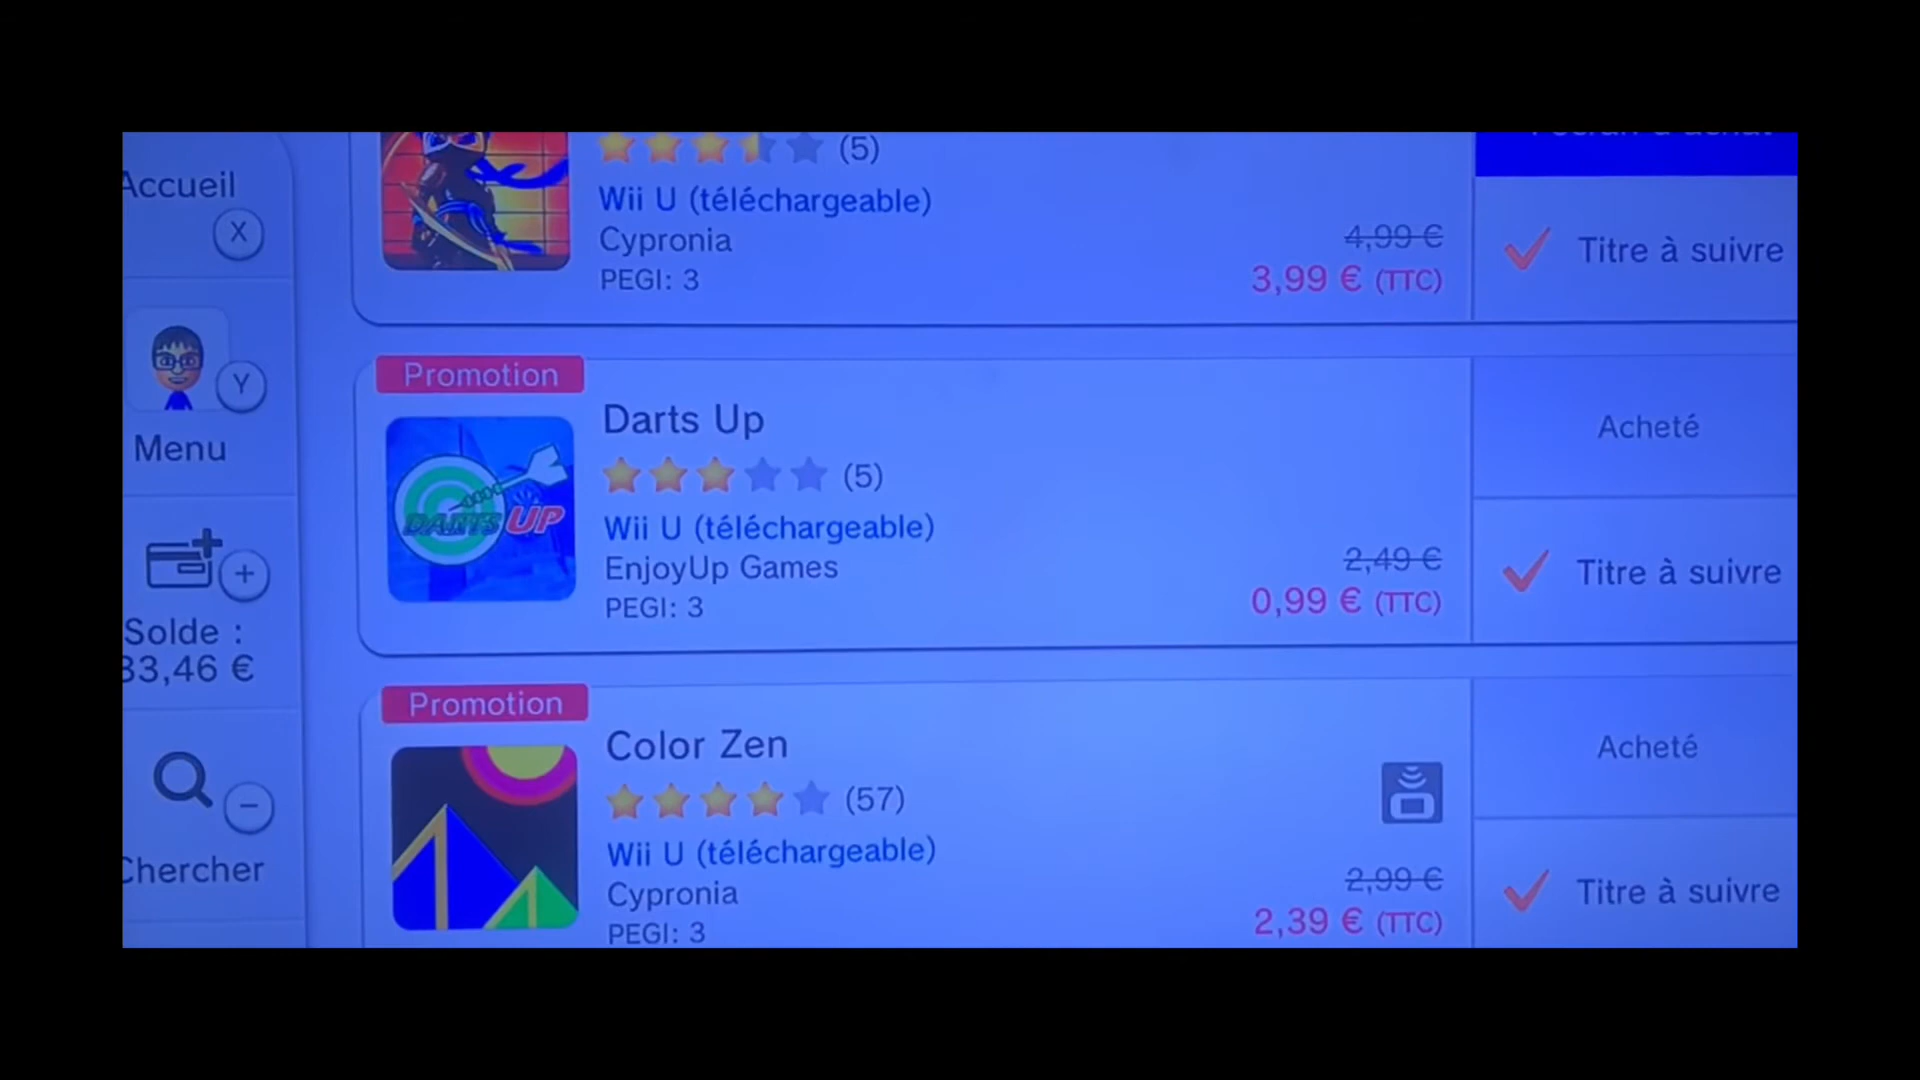 Accueil
X
Y
Menu
+
Solde :
33,46 €
−
Chercher
(5)
Wii U (téléchargeable)
Cypronia
PEGI: 3
4,99 €
3,99 € (TTC)
Titre à suivre
Promotion
Darts Up
(5)
DARTS UP
Wii U (téléchargeable)
EnjoyUp Games
PEGI: 3
2,49 €
0,99 € (TTC)
Acheté
Titre à suivre
Promotion
Color Zen
(57)
Wii U (téléchargeable)
Cypronia
PEGI: 3
2,99 €
2,39 € (TTC)
Acheté
Titre à suivre